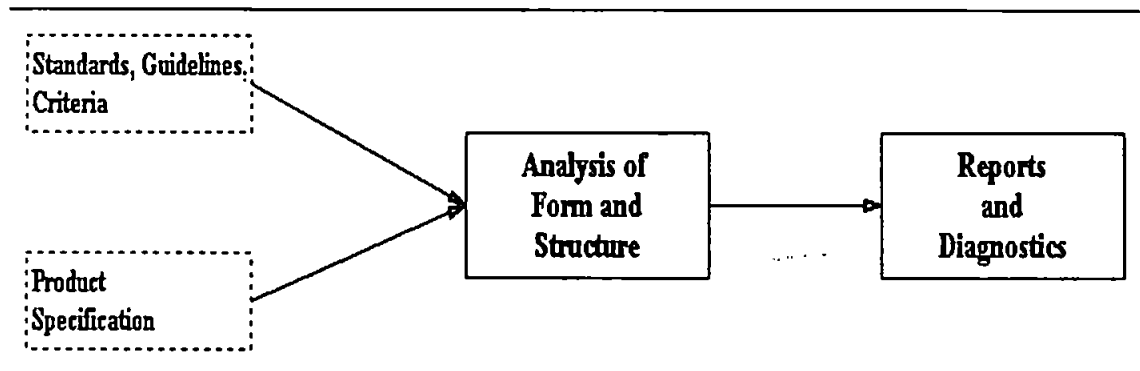 Standards, Guidelines,
Criteria
Analysis of
Form and
Structure
Reports
and
Diagnostics
Product
Specification